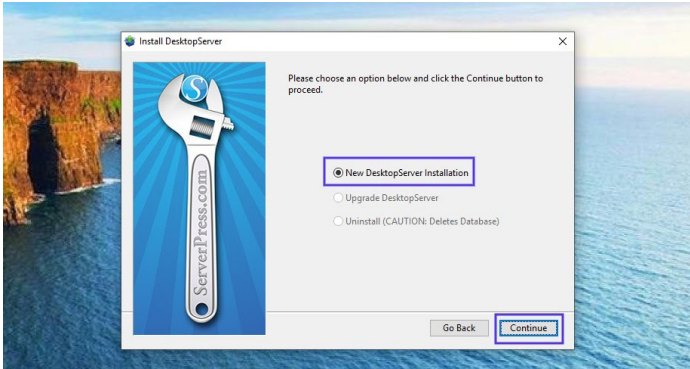 Install DesktopServer
Please choose an option below and click the Continue button to
proceed.
S
ServerPress.com
New DesktopServer Installation
Upgrade DesktopServer
Uninstall (CAUTION: Deletes Database)
Go Back
Continue